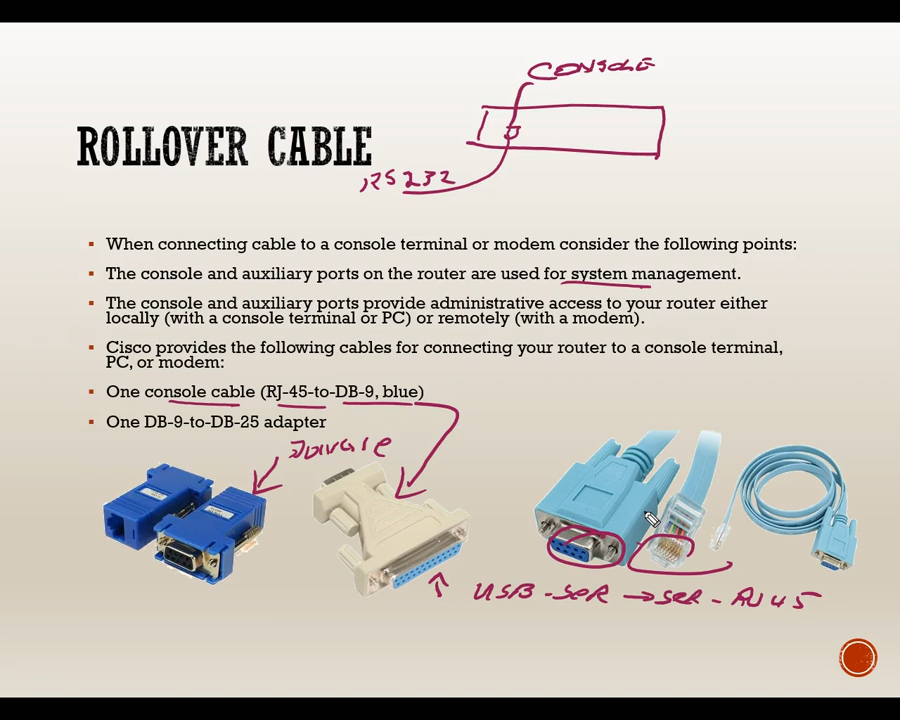 CONSOLE
ROLLOVER CABLE
RS 232
▪ When connecting cable to a console terminal or modem consider the following points:
▪ The console and auxiliary ports on the router are used for system management.
▪ The console and auxiliary ports provide administrative access to your router either
locally (with a console terminal or PC) or remotely (with a modem).
▪ Cisco provides the following cables for connecting your router to a console terminal,
PC, or modem:
▪ One console cable (RJ-45-to-DB-9, blue)
▪ One DB-9-to-DB-25 adapter
USB - SER → SER - RJ45